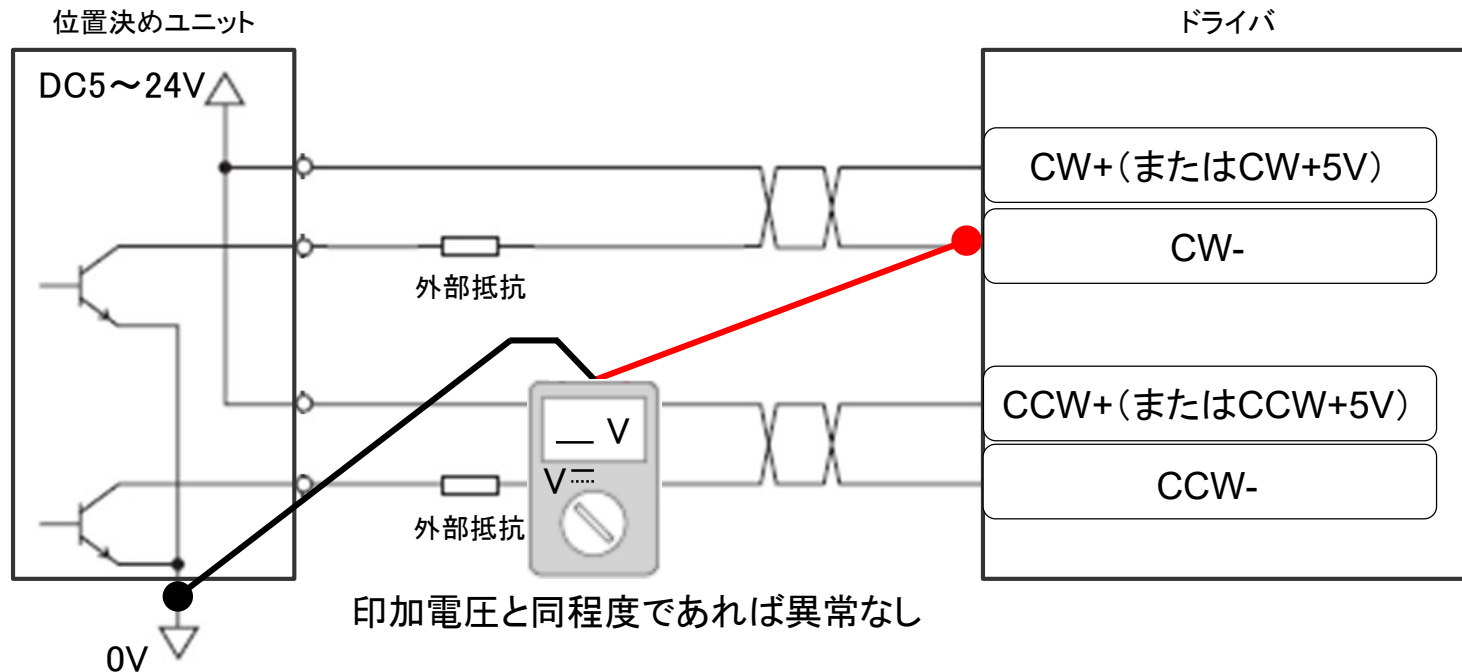 位置決めユニット
ドライバ
DC5～24V
CW+（またはCW+5V）
CW-
外部抵抗
CCW+（またはCCW+5V）
＿ V
V
CCW-
外部抵抗
印加電圧と同程度であれば異常なし
0V